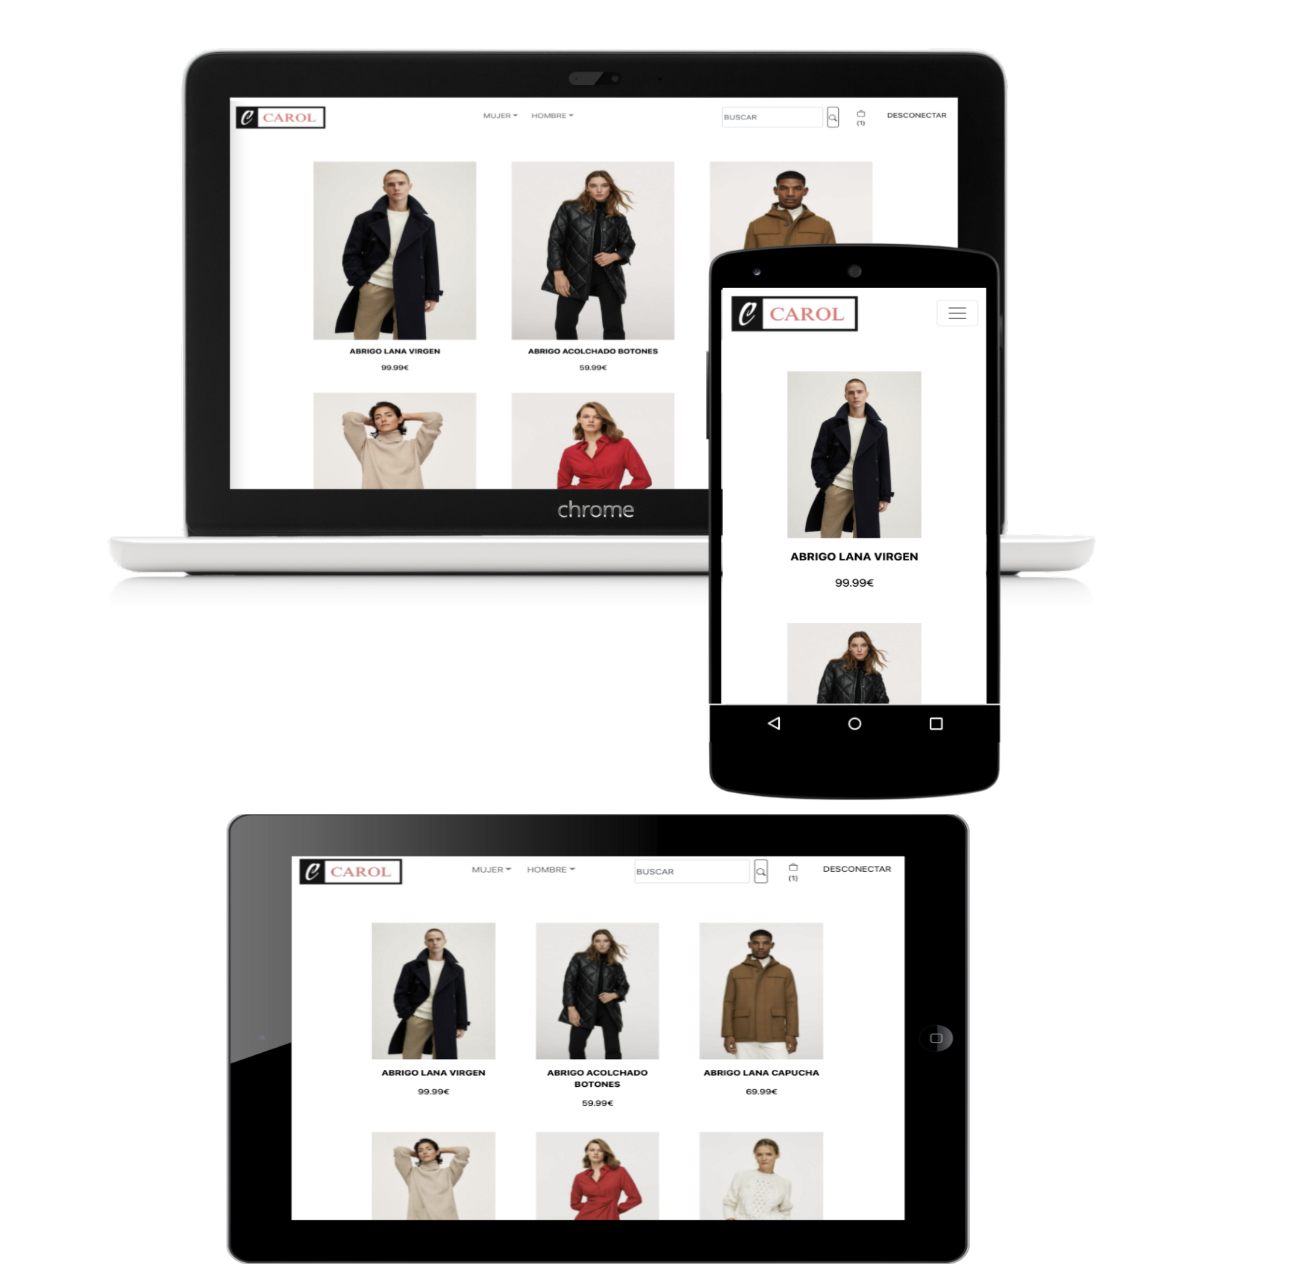 C CAROL
MUJER HOMBRE
BUSCAR
(1)
DESCONECTAR
ABRIGO LANA VIRGEN
99.99€
ABRIGO ACOLCHADO BOTONES
59.99€
chrome
C CAROL
ABRIGO LANA VIRGEN
99.99€
C CAROL
MUJER HOMBRE
BUSCAR
(1)
DESCONECTAR
ABRIGO LANA VIRGEN
99.99€
ABRIGO ACOLCHADO
BOTONES
59.99€
ABRIGO LANA CAPUCHA
69.99€